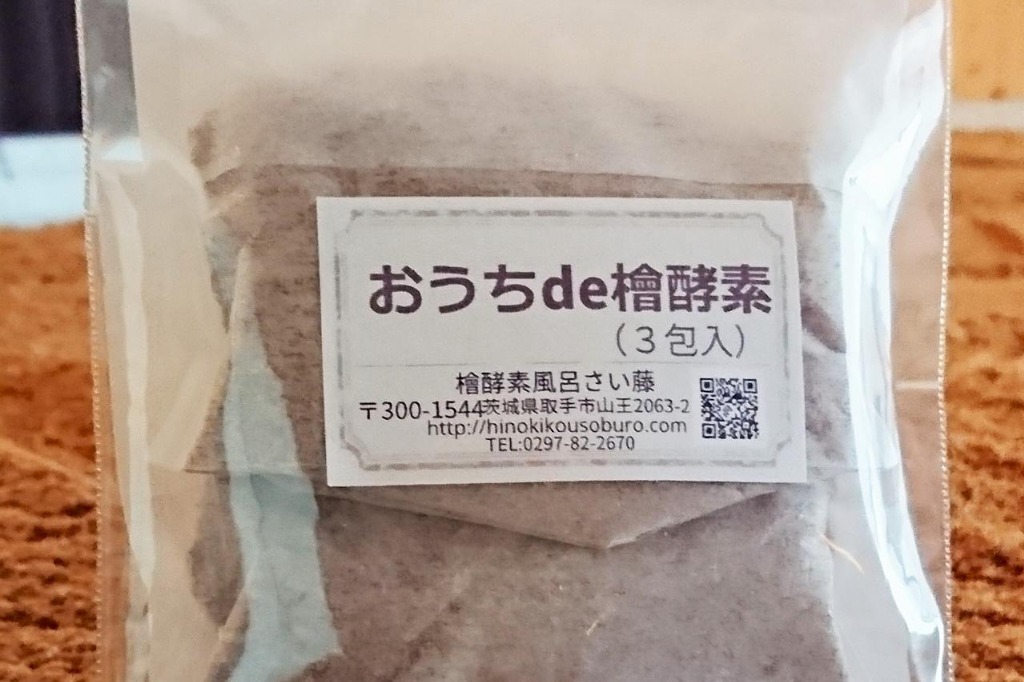 おうちde檜酵素
（3包入）
檜酵素風呂さい藤
〒300-1544茨城県取手市山王2063-2
http://hinokikousoburo.com
TEL:0297-82-2670